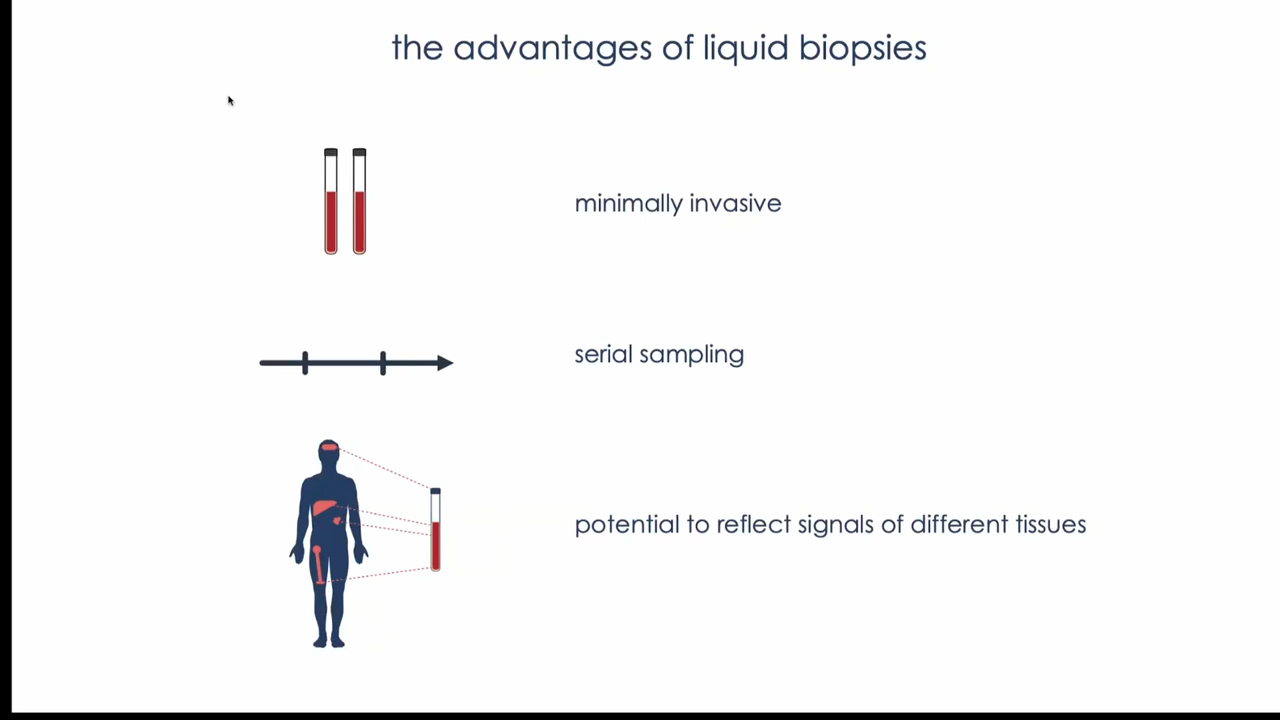 the advantages of liquid biopsies
minimally invasive
serial sampling
potential to reflect signals of different tissues